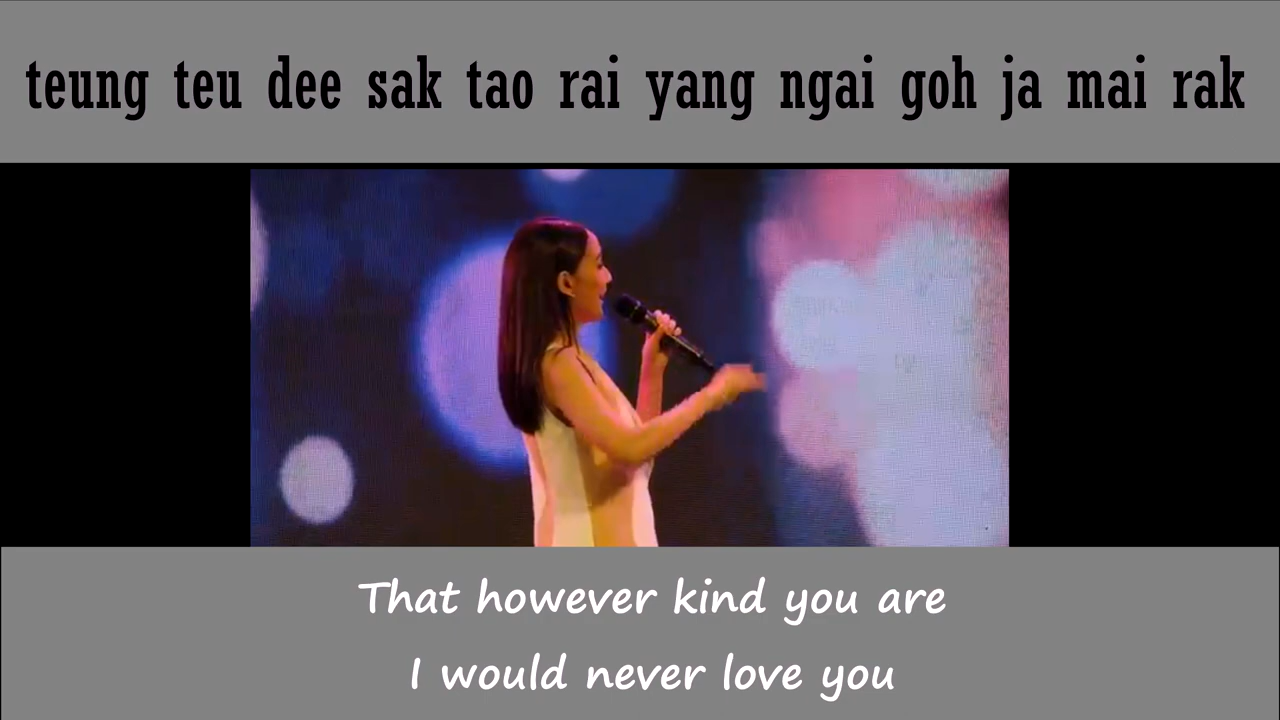 teung teu dee sak tao rai yang ngai goh ja mai rak
That however kind you are
I would never love you